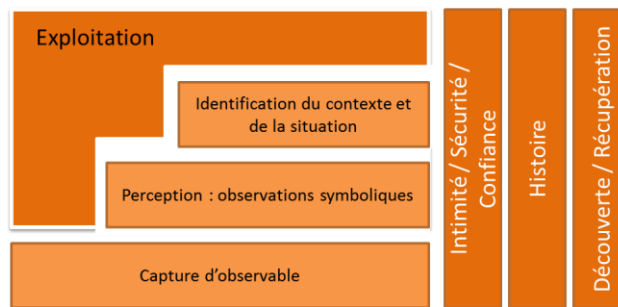 Exploitation
Identification du contexte et
de la situation
Perception : observations symboliques
Capture d’observable
Intimité / Sécurité /
Confiance
Histoire
Découverte / Récupération